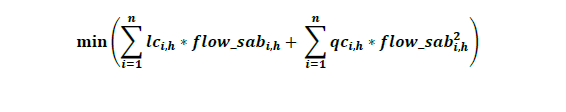 min(∑_{i=1}^{n} lc_{i,h} * flow_sab_{i,h} + ∑_{i=1}^{n} qc_{i,h} * flow_sab_{i,h}^{2})